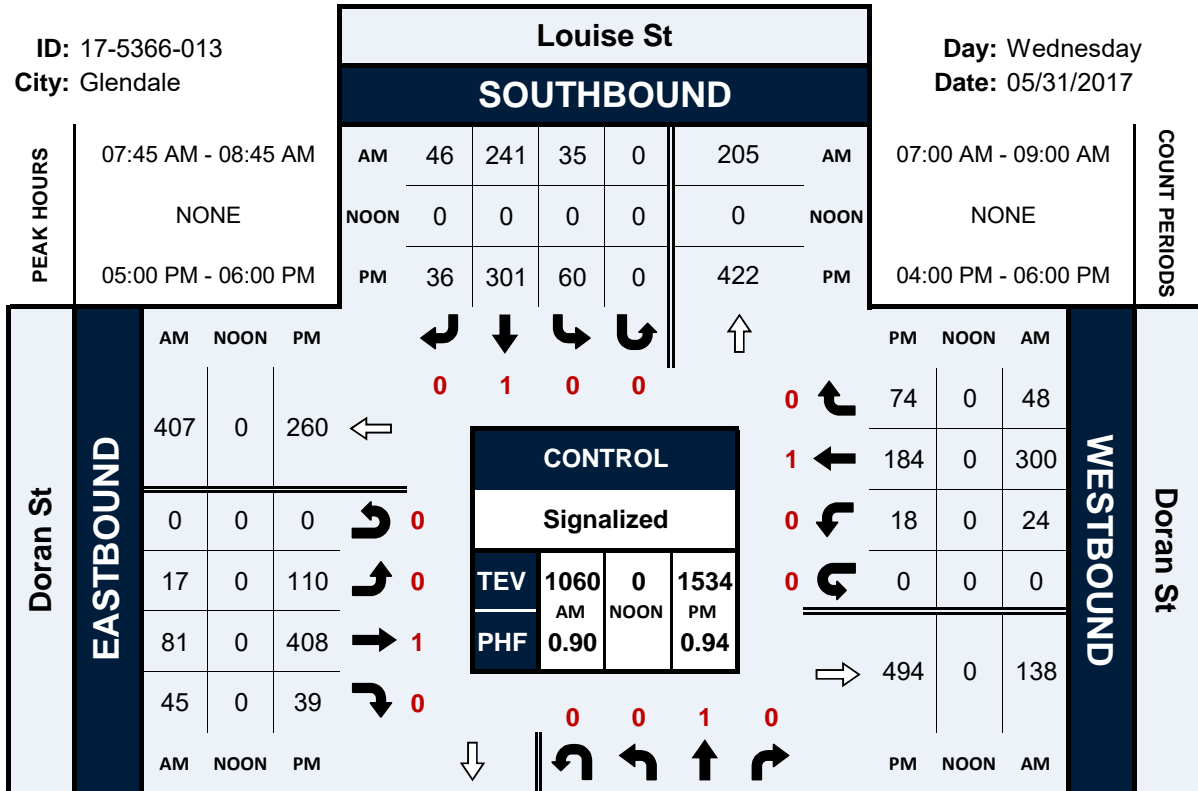 ID: 17-5366-013
City: Glendale
Louise St
SOUTHBOUND
Day: Wednesday
Date: 05/31/2017
PEAK HOURS
07:45 AM - 08:45 AM
NONE
05:00 PM - 06:00 PM
AM 46 241 35 0 205 AM
NOON 0 0 0 0 0 NOON
PM 36 301 60 0 422 PM
07:00 AM - 09:00 AM
NONE
04:00 PM - 06:00 PM
COUNT PERIODS
0 1 0 0
Doran St
EASTBOUND
AM NOON PM
407 0 260
0 0 0 0
17 0 110 0
81 0 408 1
45 0 39 0
AM NOON PM
CONTROL
Signalized
TEV 1060 0 1534
AM NOON PM
PHF 0.90 0.94
PM NOON AM
0 74 0 48
1 184 0 300
0 18 0 24
0 0 0 0
494 0 138
PM NOON AM
WESTBOUND
Doran St
0 0 1 0